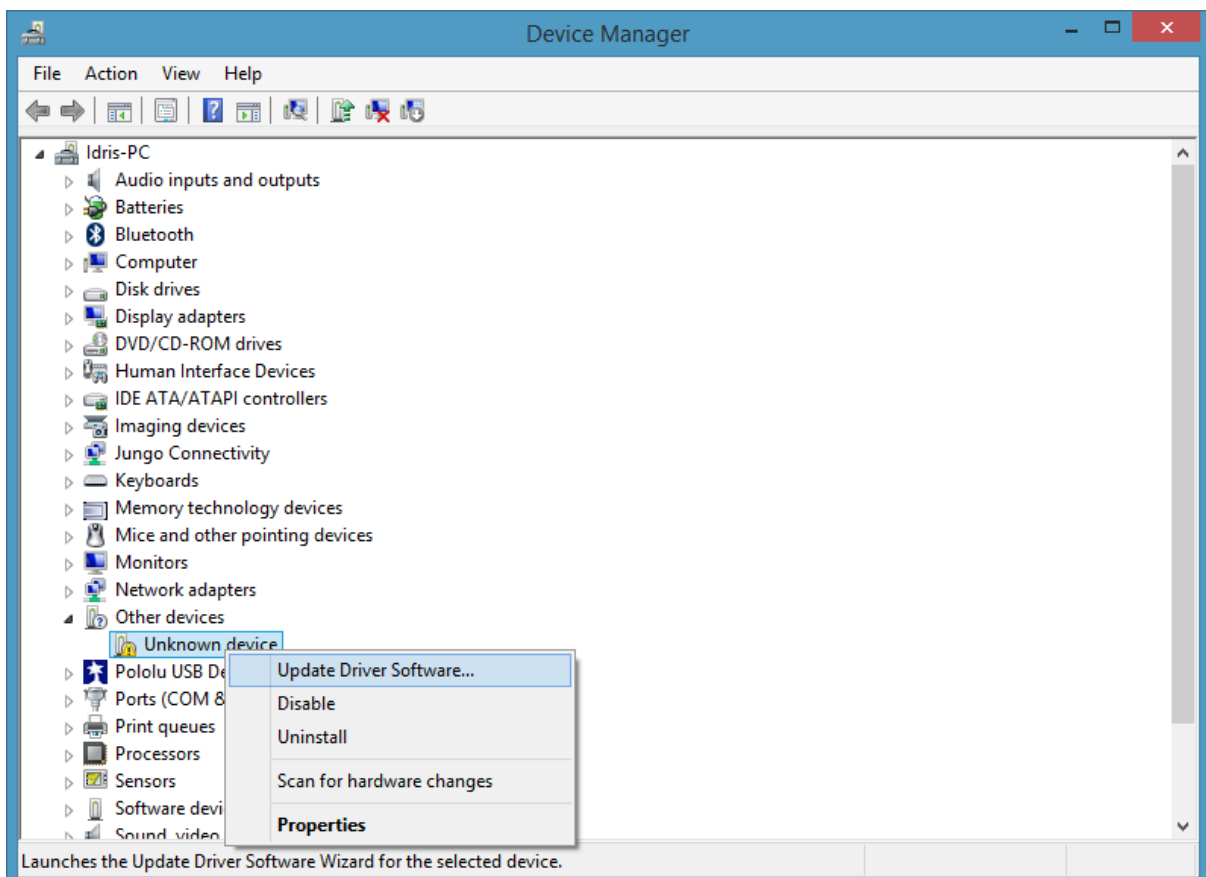 Device Manager
File Action View Help
Idris-PC
Audio inputs and outputs
Batteries
Bluetooth
Computer
Disk drives
Display adapters
DVD/CD-ROM drives
Human Interface Devices
IDE ATA/ATAPI controllers
Imaging devices
Jungo Connectivity
Keyboards
Memory technology devices
Mice and other pointing devices
Monitors
Network adapters
Other devices
Unknown device
Pololu USB De
Ports (COM &
Print queues
Processors
Sensors
Software devi
Sound, video
Update Driver Software...
Disable
Uninstall
Scan for hardware changes
Properties
Launches the Update Driver Software Wizard for the selected device.